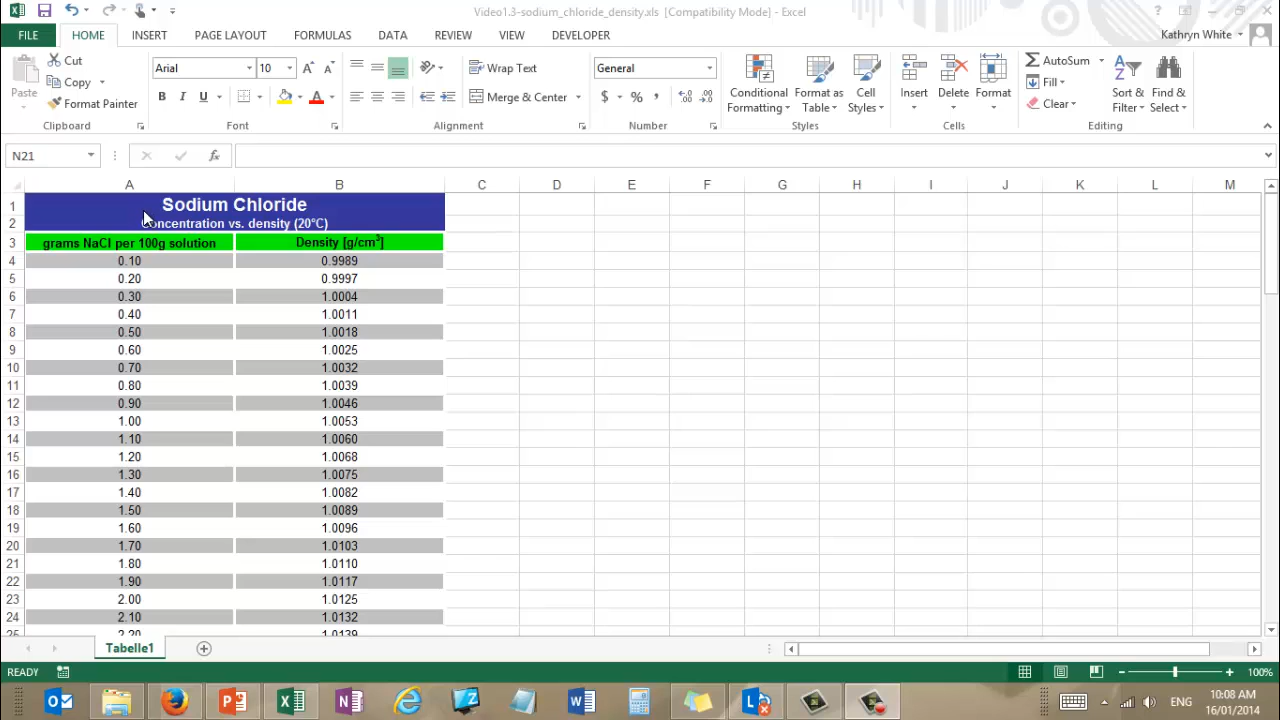 Video1.3-sodium_chloride_density.xls [Compatibility Mode] - Excel
FILE HOME INSERT PAGE LAYOUT FORMULAS DATA REVIEW VIEW DEVELOPER Kathryn White
Paste Cut Copy Format Painter
Arial 10
Wrap Text
Merge & Center
General
$ % ,
Conditional Formatting Format as Table Cell Styles
Insert Delete Format
AutoSum Fill Clear
Sort & Filter Find & Select
Clipboard Font Alignment Number Styles Cells Editing
N21 fx
A B C D E F G H I J K L M
1 Sodium Chloride
2 concentration vs. density (20°C)
3 grams NaCl per 100g solution Density [g/cm³]
4 0.10 0.9989
5 0.20 0.9997
6 0.30 1.0004
7 0.40 1.0011
8 0.50 1.0018
9 0.60 1.0025
10 0.70 1.0032
11 0.80 1.0039
12 0.90 1.0046
13 1.00 1.0053
14 1.10 1.0060
15 1.20 1.0068
16 1.30 1.0075
17 1.40 1.0082
18 1.50 1.0089
19 1.60 1.0096
20 1.70 1.0103
21 1.80 1.0110
22 1.90 1.0117
23 2.00 1.0125
24 2.10 1.0132
25 2.20 1.0139
Tabelle1
READY 100%
ENG 10:08 AM
16/01/2014